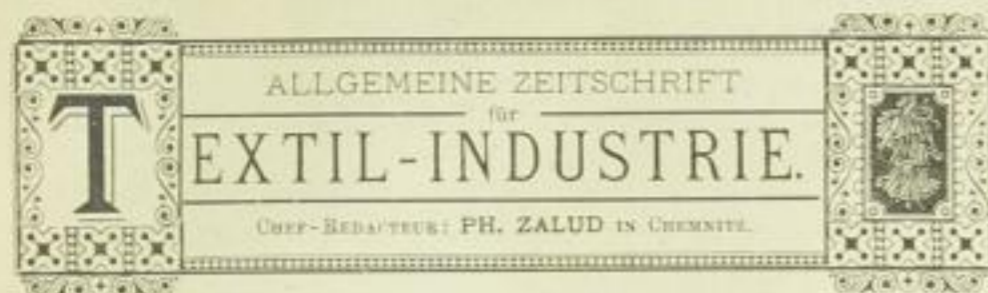 ALLGEMEINE ZEITSCHRIFT
für
TEXTIL-INDUSTRIE.
CHEF-REDACTEUR: PH. ZALUD IN CHEMNITZ.